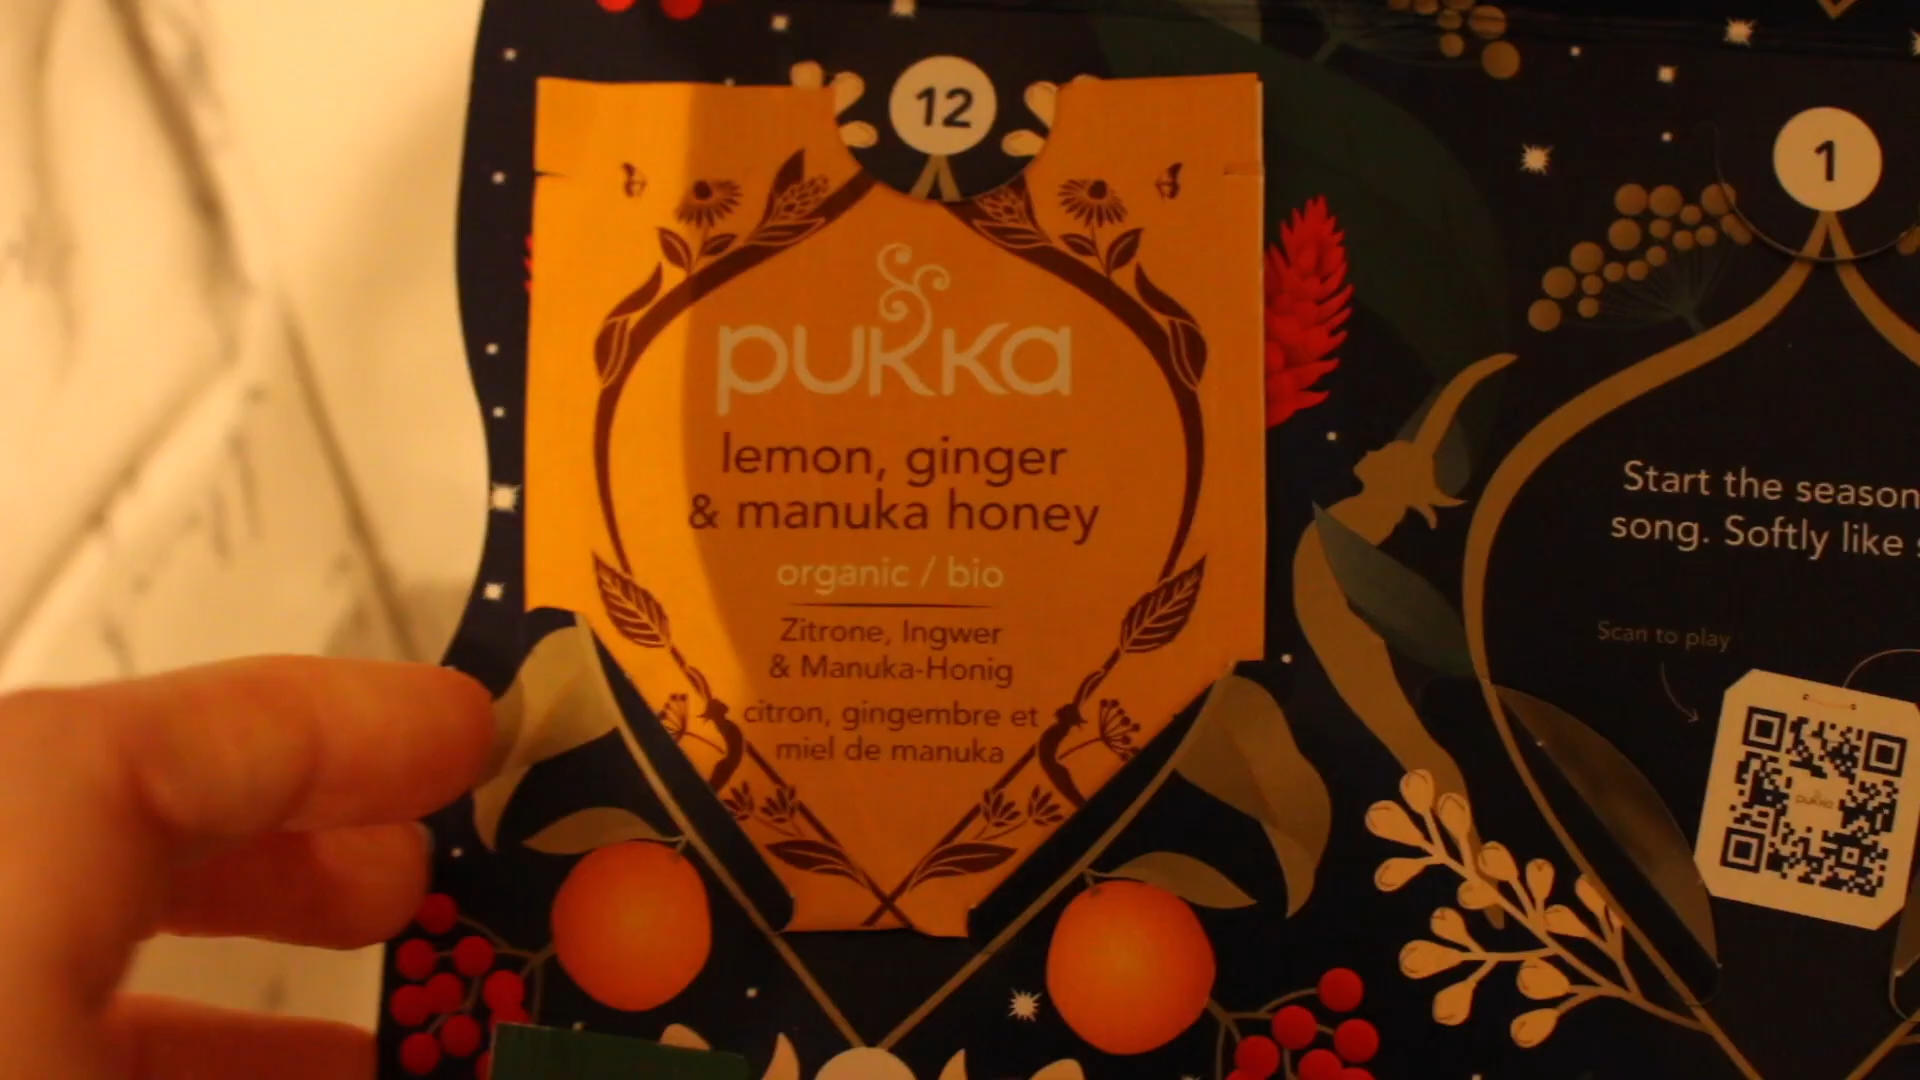 12
pukka
lemon, ginger
& manuka honey
organic / bio
Zitrone, Ingwer
& Manuka-Honig
citron, gingembre et
miel de manuka
1
Start the season
song. Softly like
Scan to play
pukka